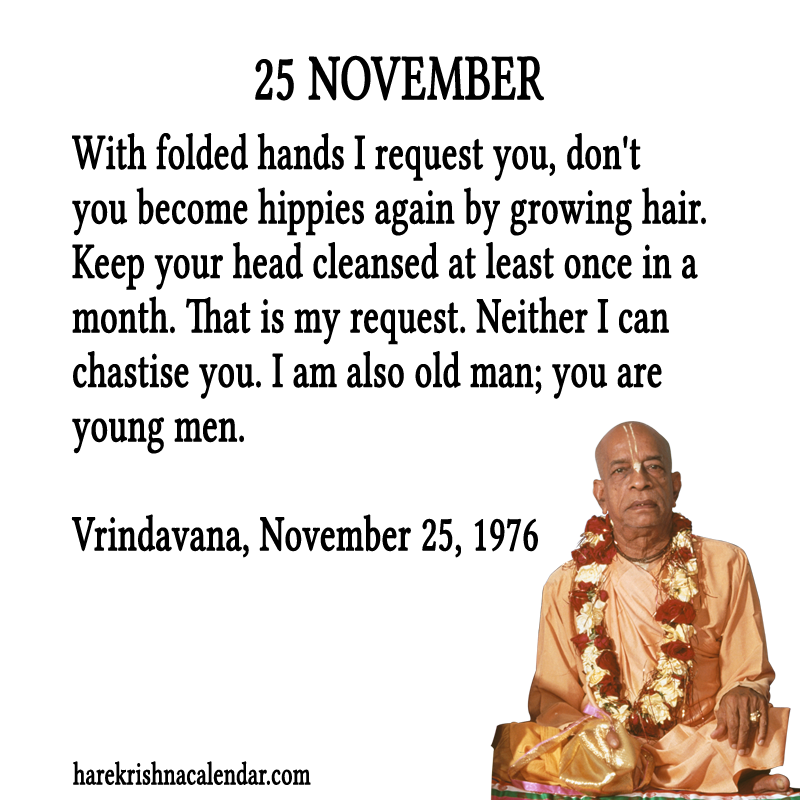 25 NOVEMBER
With folded hands I request you, don't
you become hippies again by growing hair.
Keep your head cleansed at least once in a
month. That is my request. Neither I can
chastise you. I am also old man; you are
young men.
Vrindavana, November 25, 1976
harekrishnacalendar.com